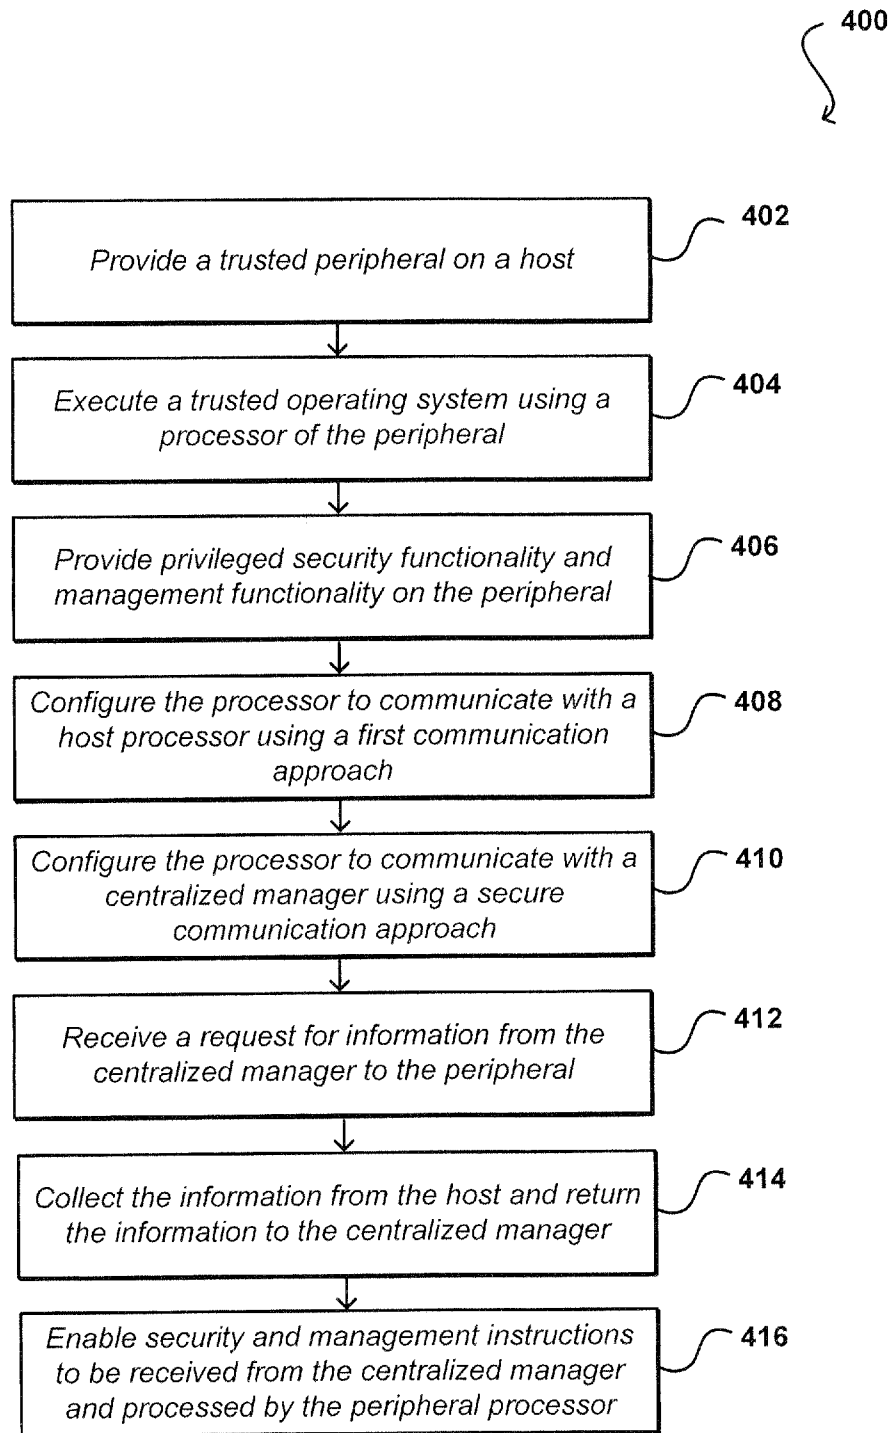 400
402
Provide a trusted peripheral on a host
404
Execute a trusted operating system using a
processor of the peripheral
406
Provide privileged security functionality and
management functionality on the peripheral
408
Configure the processor to communicate with a
host processor using a first communication
approach
410
Configure the processor to communicate with a
centralized manager using a secure
communication approach
412
Receive a request for information from the
centralized manager to the peripheral
414
Collect the information from the host and return
the information to the centralized manager
416
Enable security and management instructions
to be received from the centralized manager
and processed by the peripheral processor